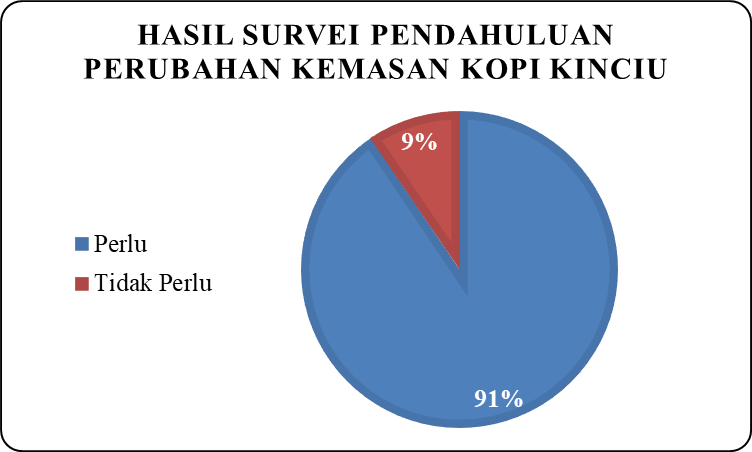 HASIL SURVEI PENDAHULUAN
PERUBAHAN KEMASAN KOPI KINCIU
9%
Perlu
Tidak Perlu
91%